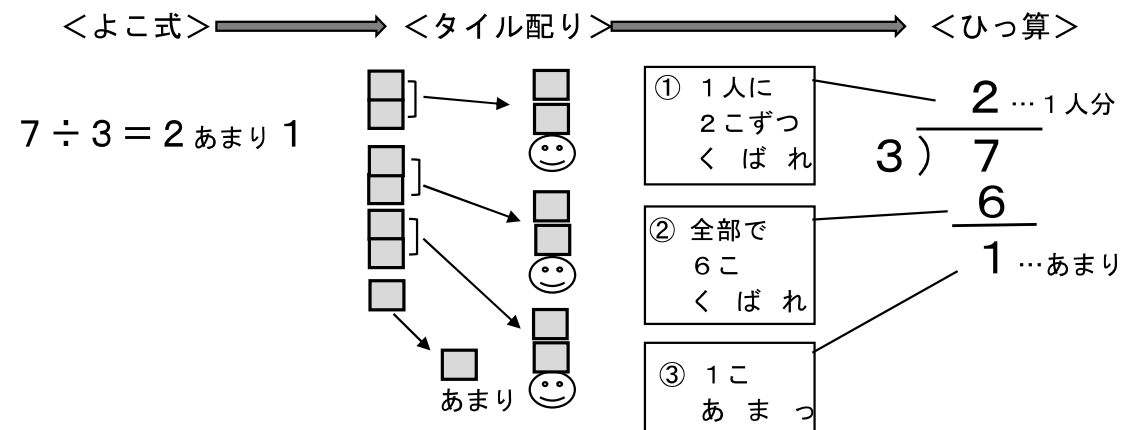 ＜よこ式＞ ＜タイル配り＞ ＜ひっ算＞
7÷3＝2 あまり 1
あまり
① 1人に
2こずつ
く ば れ
② 全部で
6こ
く ば れ
③ 1こ
あ ま っ
2 …1人分
3）7
6
1 …あまり